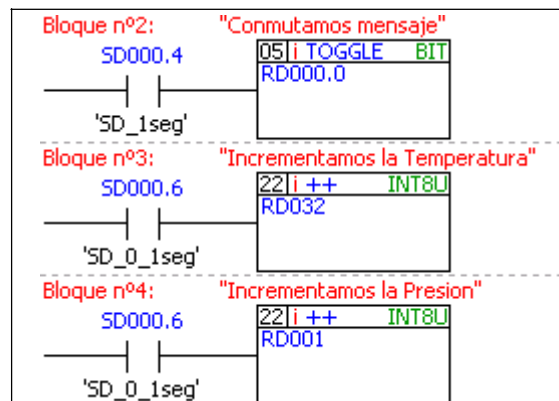 Bloque nº2: "Conmutamos mensaje"
SD000.4 05 i TOGGLE BIT
RD000.0
'SD_1seg'
Bloque nº3: "Incrementamos la Temperatura"
SD000.6 22 i ++ INT8U
RD032
'SD_0_1seg'
Bloque nº4: "Incrementamos la Presion"
SD000.6 22 i ++ INT8U
RD001
'SD_0_1seg'